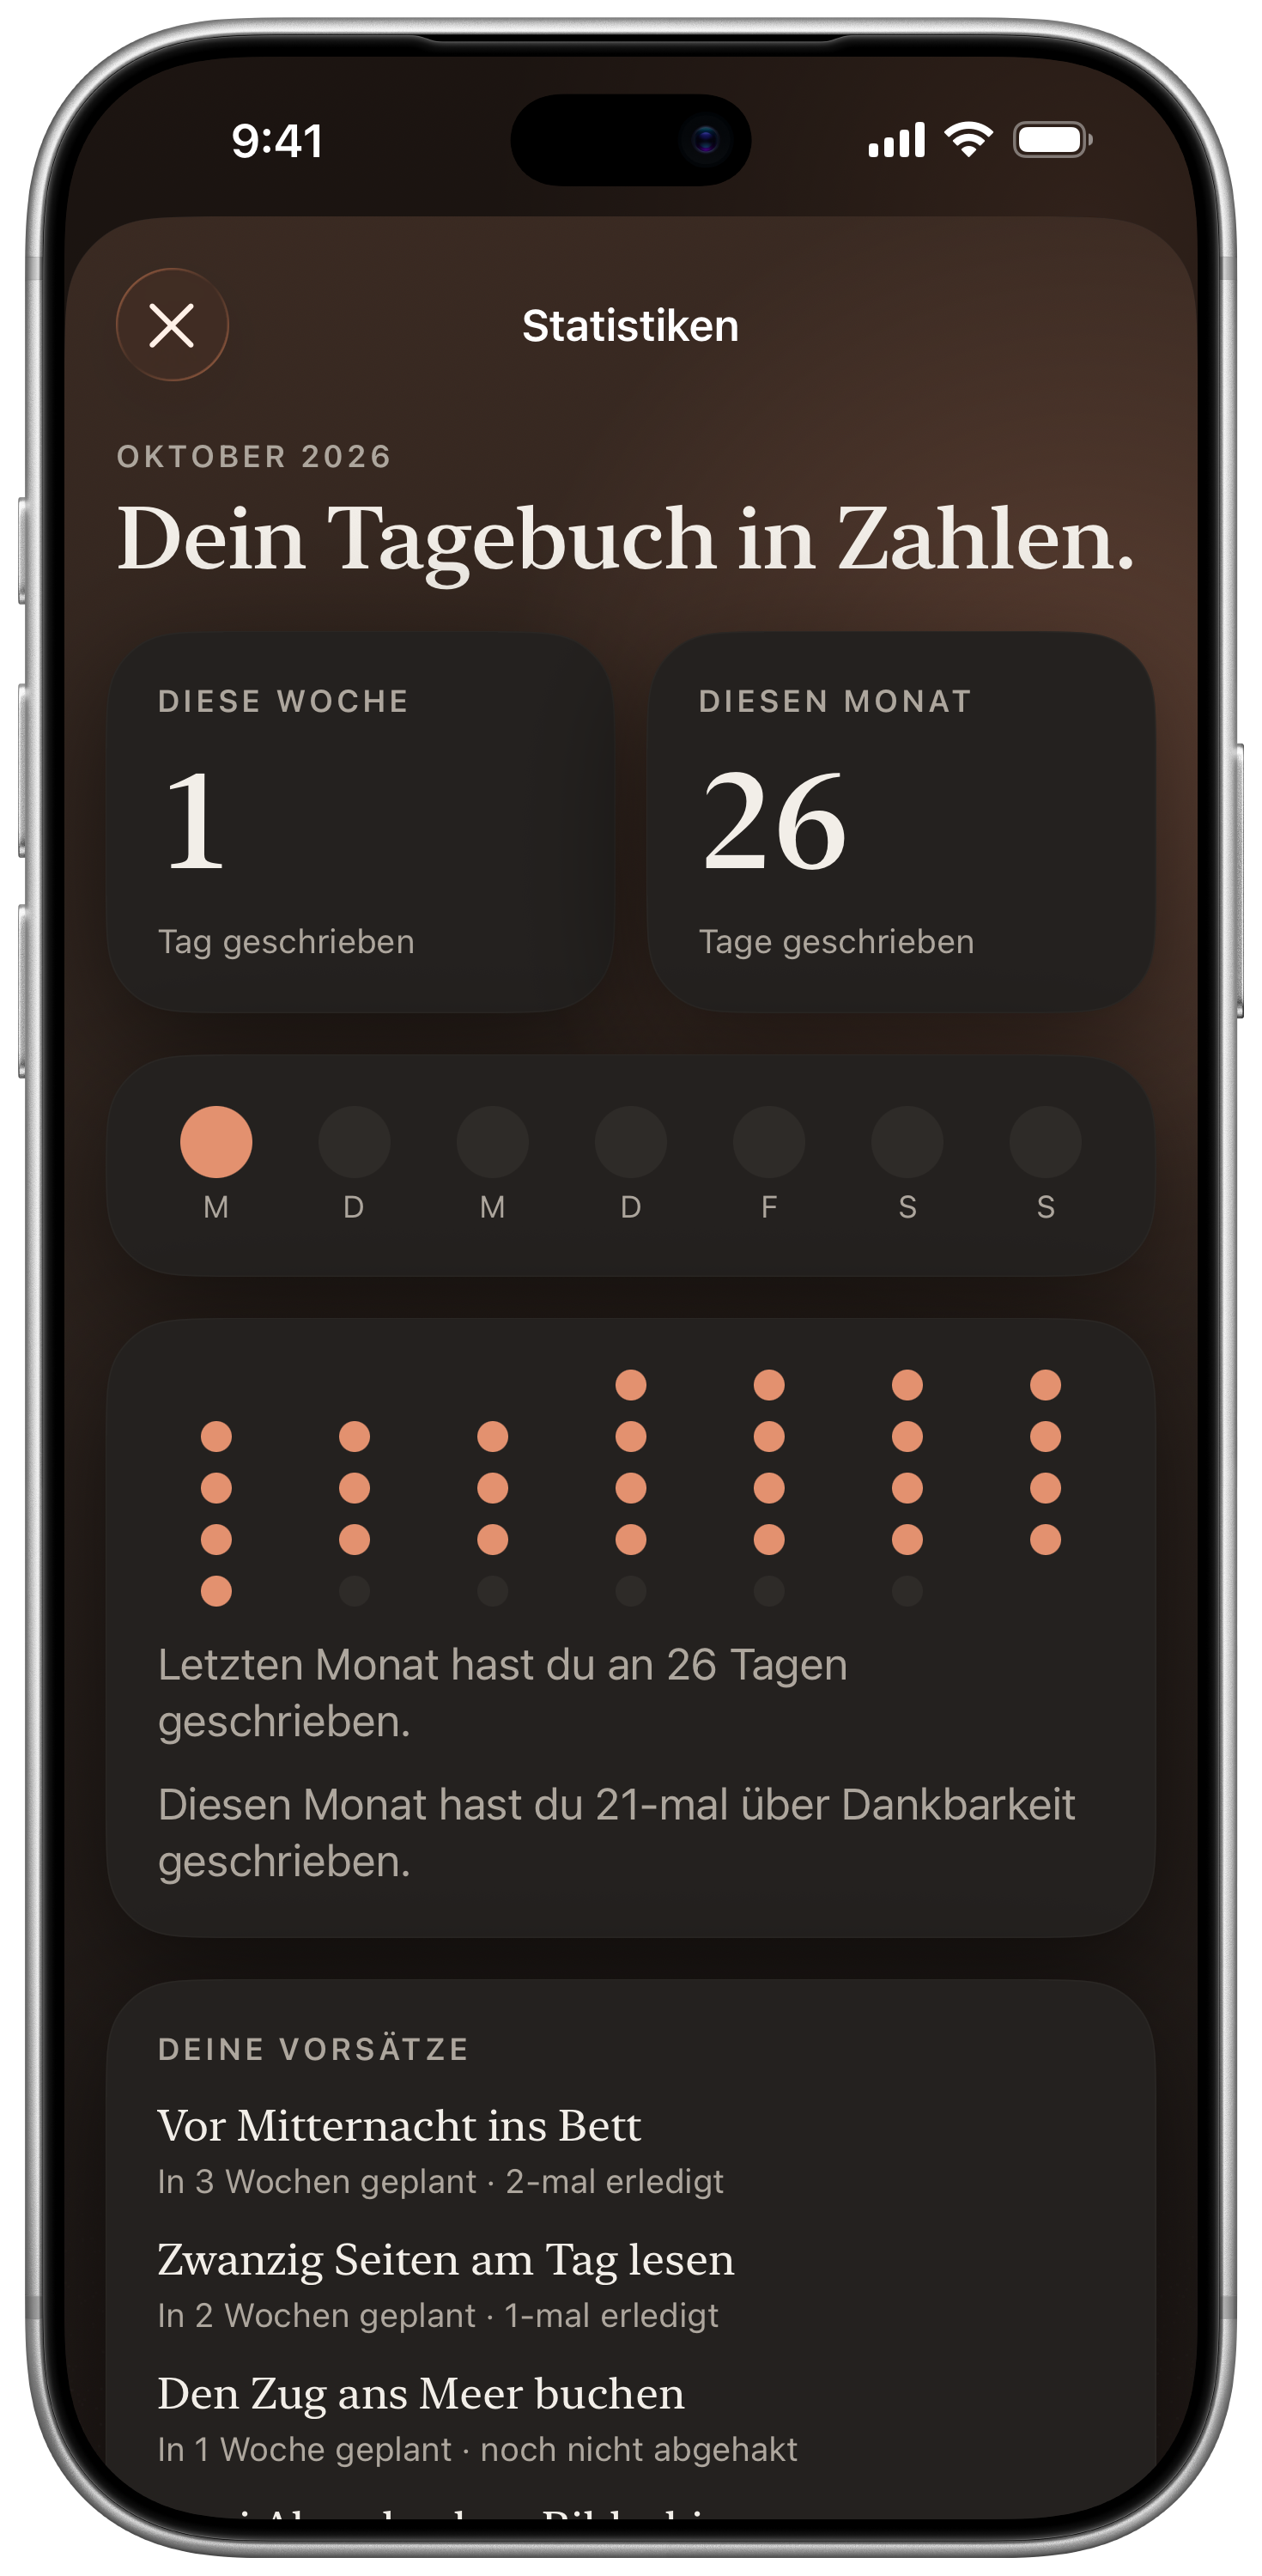 9:41
Statistiken
OKTOBER 2026
Dein Tagebuch in Zahlen.
DIESE WOCHE
1
Tag geschrieben
DIESEN MONAT
26
Tage geschrieben
M D M D F S S
Letzten Monat hast du an 26 Tagen
geschrieben.
Diesen Monat hast du 21-mal über Dankbarkeit
geschrieben.
DEINE VORSÄTZE
Vor Mitternacht ins Bett
In 3 Wochen geplant · 2-mal erledigt
Zwanzig Seiten am Tag lesen
In 2 Wochen geplant · 1-mal erledigt
Den Zug ans Meer buchen
In 1 Woche geplant · noch nicht abgehakt